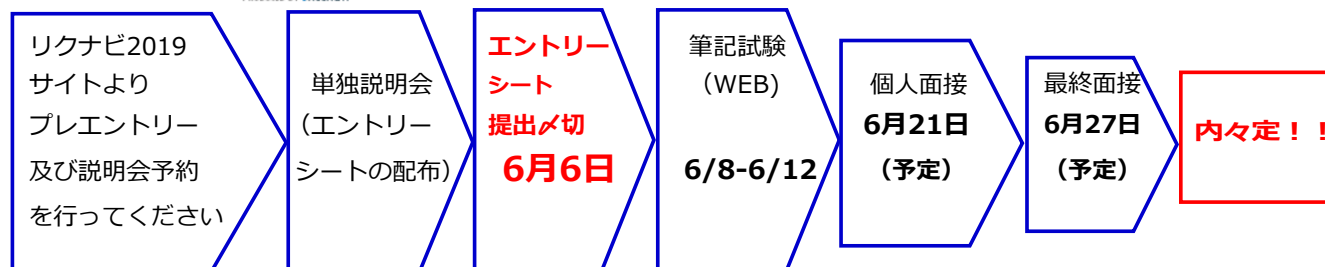 リクナビ2019
サイトより
プレエントリー
及び説明会予約
を行ってください
単独説明会
（エントリー
シートの配布）
エントリー
シート
提出〆切
6月6日
筆記試験
（WEB)
6/8-6/12
個人面接
6月21日
（予定）
最終面接
6月27日
（予定）
内々定！！